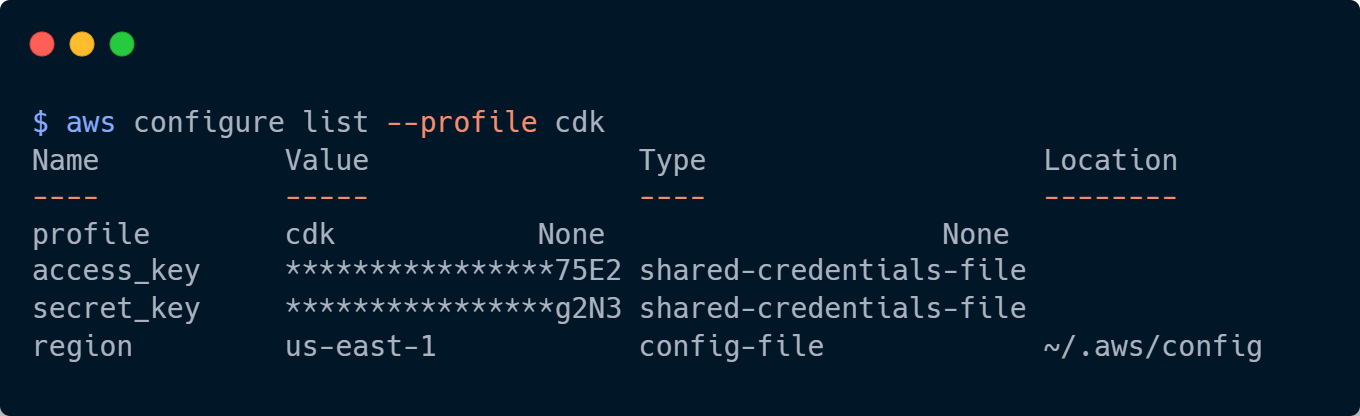 $ aws configure list --profile cdk
Name           Value                Type                    Location
----           -----                ----                    --------
profile        cdk            None                    None
access_key     ****************75E2 shared-credentials-file
secret_key     ****************g2N3 shared-credentials-file
region         us-east-1            config-file             ~/.aws/config